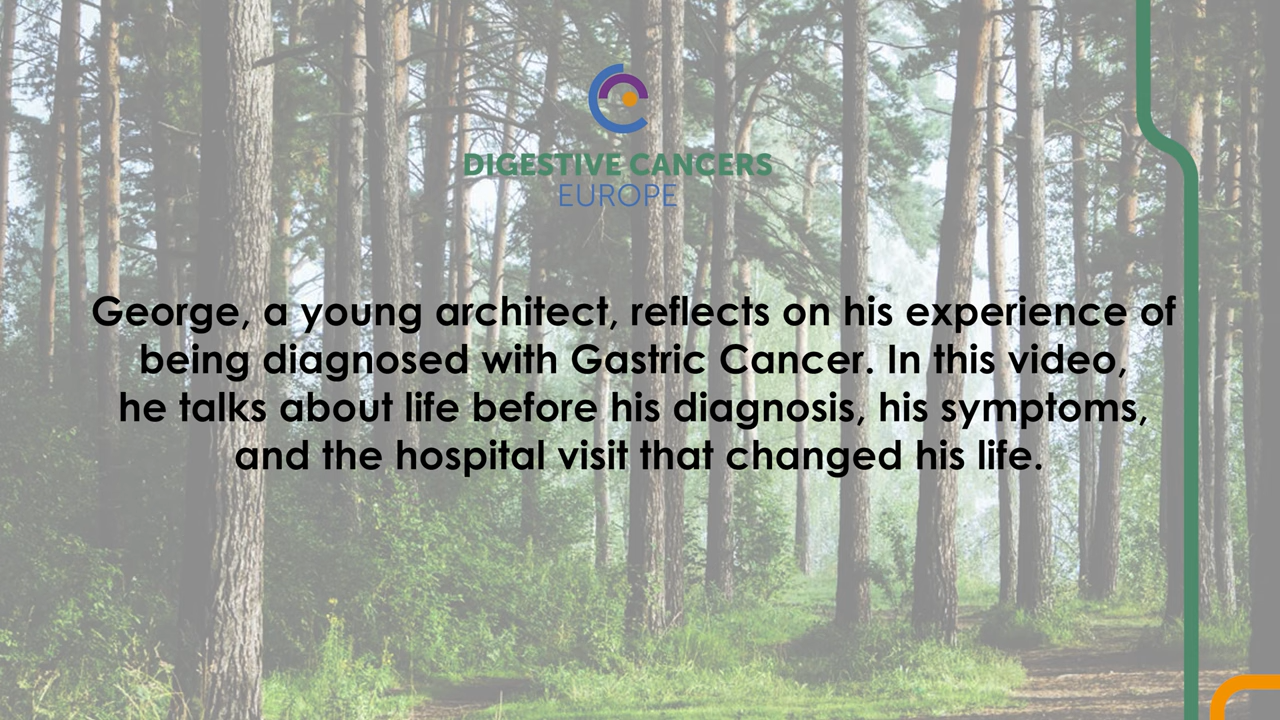 DIGESTIVE CANCERS
EUROPE
George, a young architect, reflects on his experience of
being diagnosed with Gastric Cancer. In this video,
he talks about life before his diagnosis, his symptoms,
and the hospital visit that changed his life.